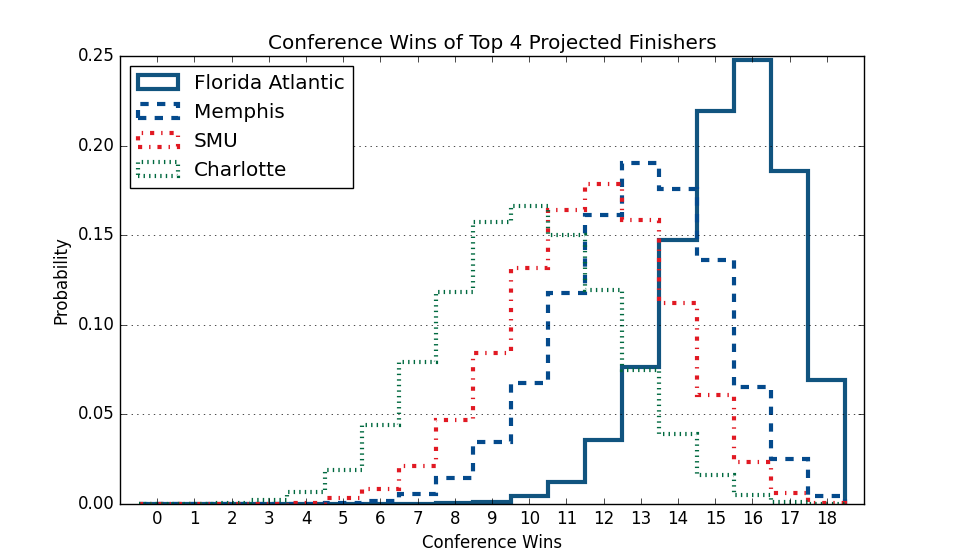 Conference Wins of Top 4 Projected Finishers
Florida Atlantic
Memphis
SMU
Charlotte
0.25
0.20
0.15
0.10
0.05
0.00
Probability
0 1 2 3 4 5 6 7 8 9 10 11 12 13 14 15 16 17 18
Conference Wins